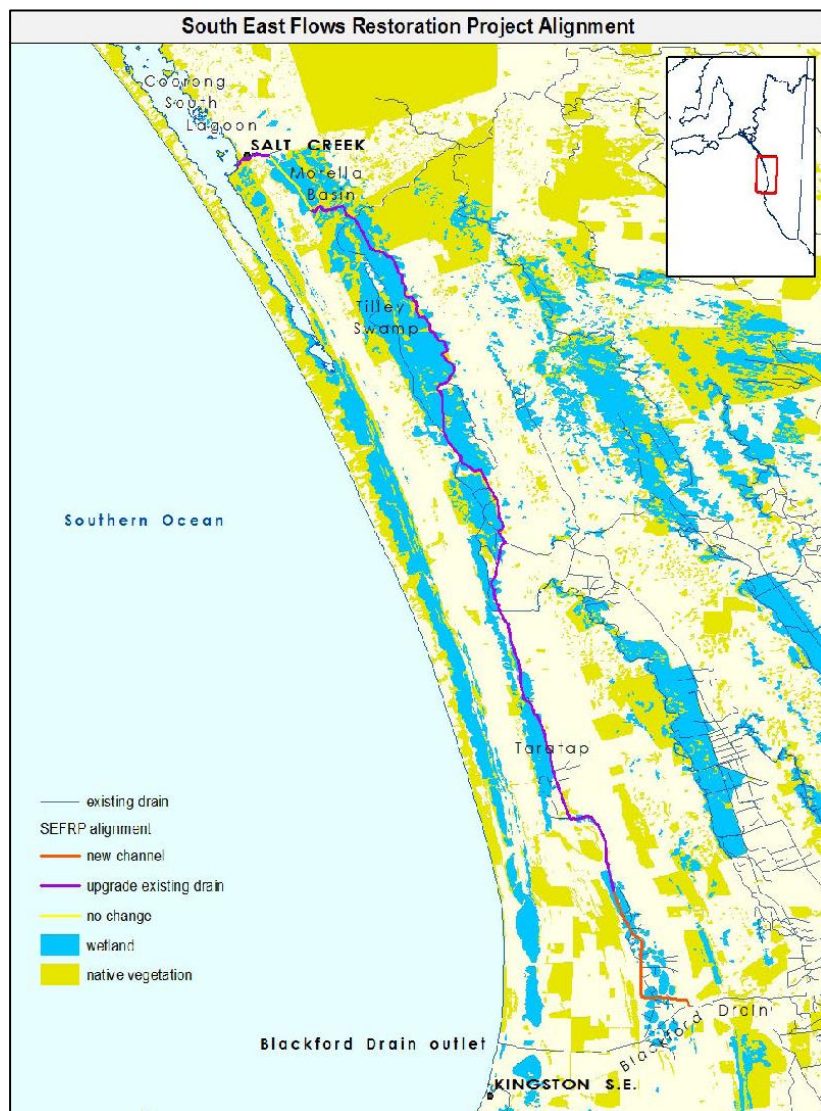 South East Flows Restoration Project Alignment
Coorong
South
Lagoon
SALT CREEK
Morella
Basin
Tilley
Swamp
Southern Ocean
Taratap
existing drain
SEFRP alignment
new channel
upgrade existing drain
no change
wetland
native vegetation
Blackford Drain
Blackford Drain outlet
KINGSTON S.E.